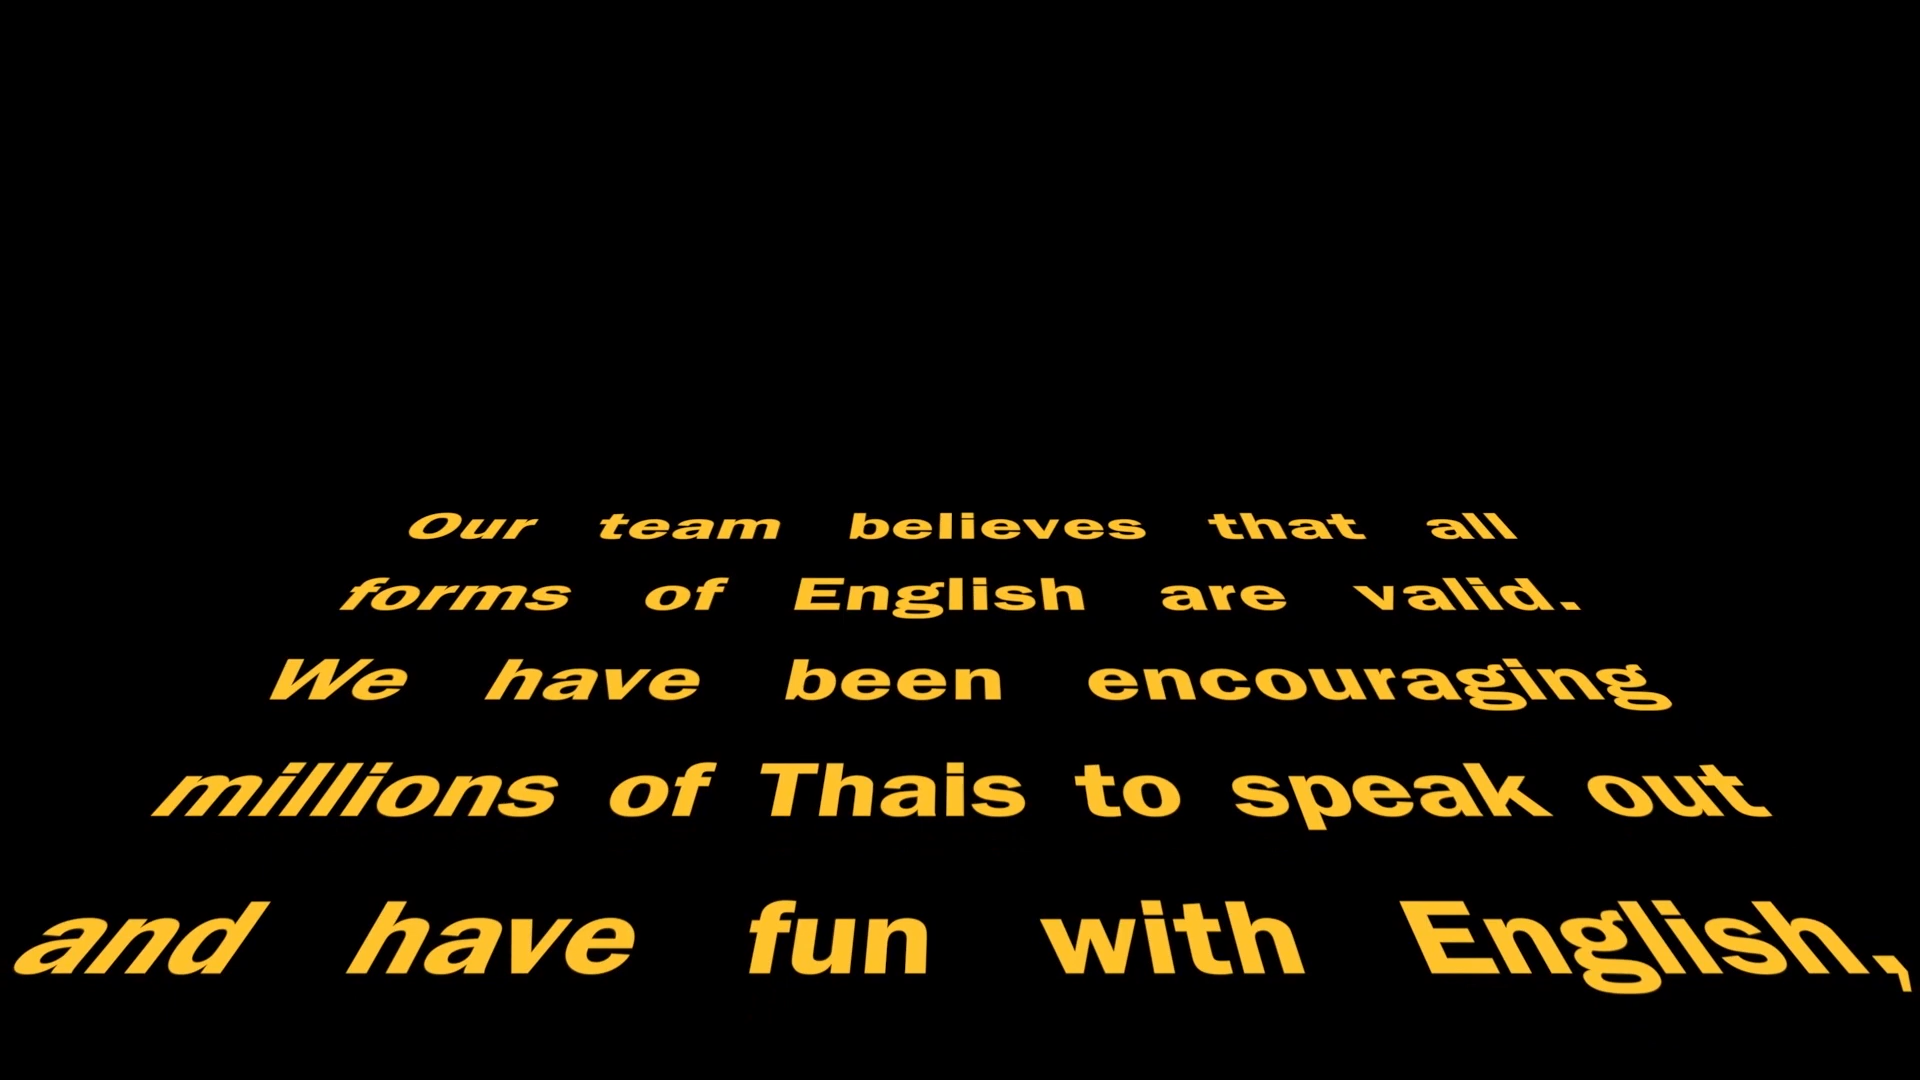 Our team believes that all
forms of English are valid.
We have been encouraging
millions of Thais to speak out
and have fun with English,